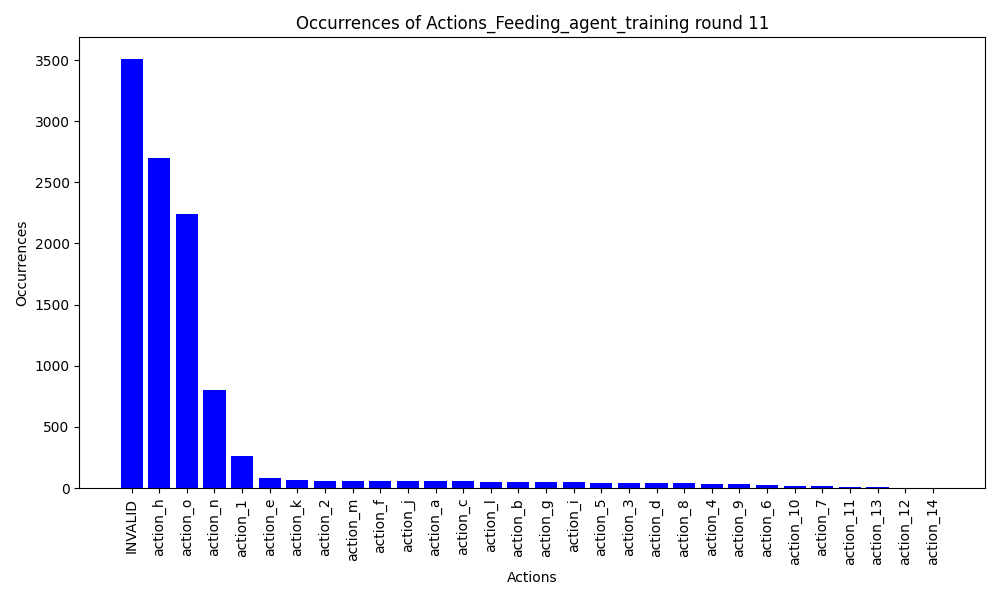 Occurrences of Actions_Feeding_agent_training round 11
Occurrences
3500
3000
2500
2000
1500
1000
500
0
INVALID
action_h
action_o
action_n
action_1
action_e
action_k
action_2
action_m
action_f
action_j
action_a
action_c
action_l
action_b
action_g
action_i
action_5
action_3
action_d
action_8
action_4
action_9
action_6
action_10
action_7
action_11
action_13
action_12
action_14
Actions